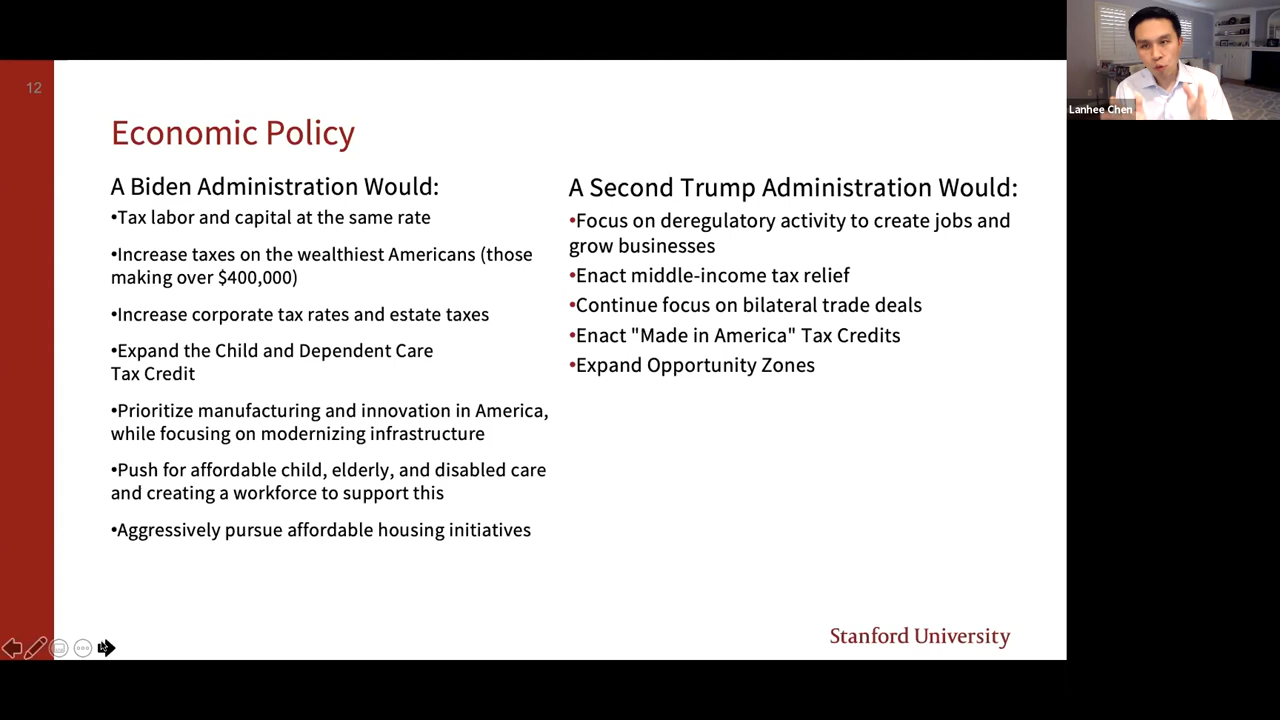 12
Economic Policy
A Biden Administration Would:
•Tax labor and capital at the same rate
•Increase taxes on the wealthiest Americans (those
making over $400,000)
•Increase corporate tax rates and estate taxes
•Expand the Child and Dependent Care
Tax Credit
•Prioritize manufacturing and innovation in America,
while focusing on modernizing infrastructure
•Push for affordable child, elderly, and disabled care
and creating a workforce to support this
•Aggressively pursue affordable housing initiatives
A Second Trump Administration Would:
•Focus on deregulatory activity to create jobs and
grow businesses
•Enact middle-income tax relief
•Continue focus on bilateral trade deals
•Enact "Made in America" Tax Credits
•Expand Opportunity Zones
Stanford University
Lanhee Chen